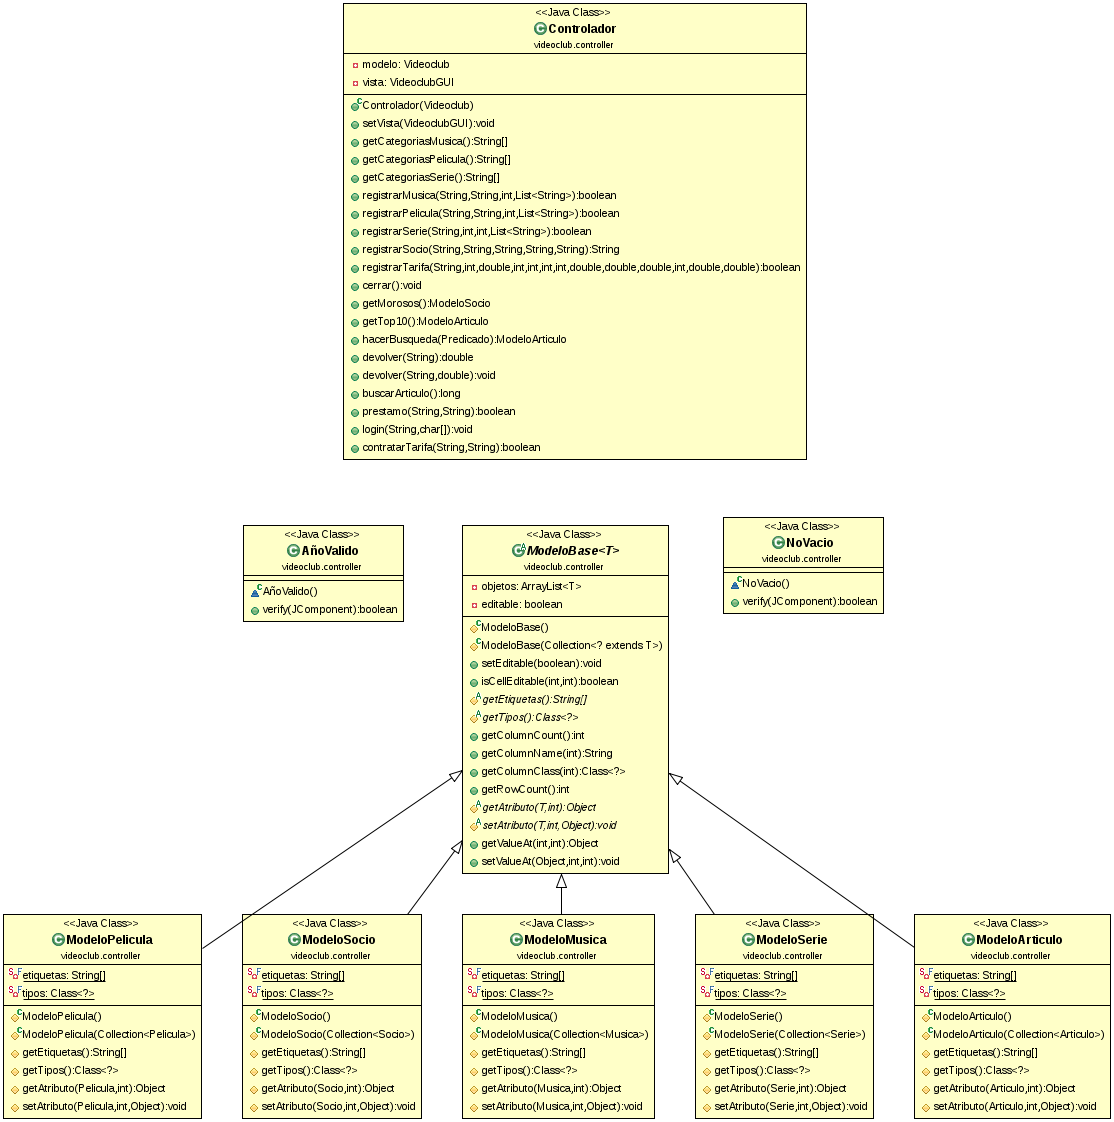 <<Java Class>>
Controlador
videoclub.controller
modelo: Videoclub
vista: VideoclubGUI
Controlador(Videoclub)
setVista(VideoclubGUI):void
getCategoriasMusica():String[]
getCategoriasPelicula():String[]
getCategoriasSerie():String[]
registrarMusica(String,String,int,List<String>):boolean
registrarPelicula(String,String,int,List<String>):boolean
registrarSerie(String,int,int,List<String>):boolean
registrarSocio(String,String,String,String,String):String
registrarTarifa(String,int,double,int,int,int,int,double,double,double,int,double,double):boolean
cerrar():void
getMorosos():ModeloSocio
getTop10():ModeloArticulo
hacerBusqueda(Predicado):ModeloArticulo
devolver(String):double
devolver(String,double):void
buscarArticulo():long
prestamo(String,String):boolean
login(String,char[]):void
contratarTarifa(String,String):boolean
<<Java Class>>
AñoValido
videoclub.controller
AñoValido()
verify(JComponent):boolean
<<Java Class>>
ModeloBase<T>
videoclub.controller
objetos: ArrayList<T>
editable: boolean
ModeloBase()
ModeloBase(Collection<? extends T>)
setEditable(boolean):void
isCellEditable(int,int):boolean
getEtiquetas():String[]
getTipos():Class<?>
getColumnCount():int
getColumnName(int):String
getColumnClass(int):Class<?>
getRowCount():int
getAtributo(T,int):Object
setAtributo(T,int,Object):void
getValueAt(int,int):Object
setValueAt(Object,int,int):void
<<Java Class>>
NoVacio
videoclub.controller
NoVacio()
verify(JComponent):boolean
<<Java Class>>
ModeloPelicula
videoclub.controller
etiquetas: String[]
tipos: Class<?>
ModeloPelicula()
ModeloPelicula(Collection<Pelicula>)
getEtiquetas():String[]
getTipos():Class<?>
getAtributo(Pelicula,int):Object
setAtributo(Pelicula,int,Object):void
<<Java Class>>
ModeloSocio
videoclub.controller
etiquetas: String[]
tipos: Class<?>
ModeloSocio()
ModeloSocio(Collection<Socio>)
getEtiquetas():String[]
getTipos():Class<?>
getAtributo(Socio,int):Object
setAtributo(Socio,int,Object):void
<<Java Class>>
ModeloMusica
videoclub.controller
etiquetas: String[]
tipos: Class<?>
ModeloMusica()
ModeloMusica(Collection<Musica>)
getEtiquetas():String[]
getTipos():Class<?>
getAtributo(Musica,int):Object
setAtributo(Musica,int,Object):void
<<Java Class>>
ModeloSerie
videoclub.controller
etiquetas: String[]
tipos: Class<?>
ModeloSerie()
ModeloSerie(Collection<Serie>)
getEtiquetas():String[]
getTipos():Class<?>
getAtributo(Serie,int):Object
setAtributo(Serie,int,Object):void
<<Java Class>>
ModeloArticulo
videoclub.controller
etiquetas: String[]
tipos: Class<?>
ModeloArticulo()
ModeloArticulo(Collection<Articulo>)
getEtiquetas():String[]
getTipos():Class<?>
getAtributo(Articulo,int):Object
setAtributo(Articulo,int,Object):void